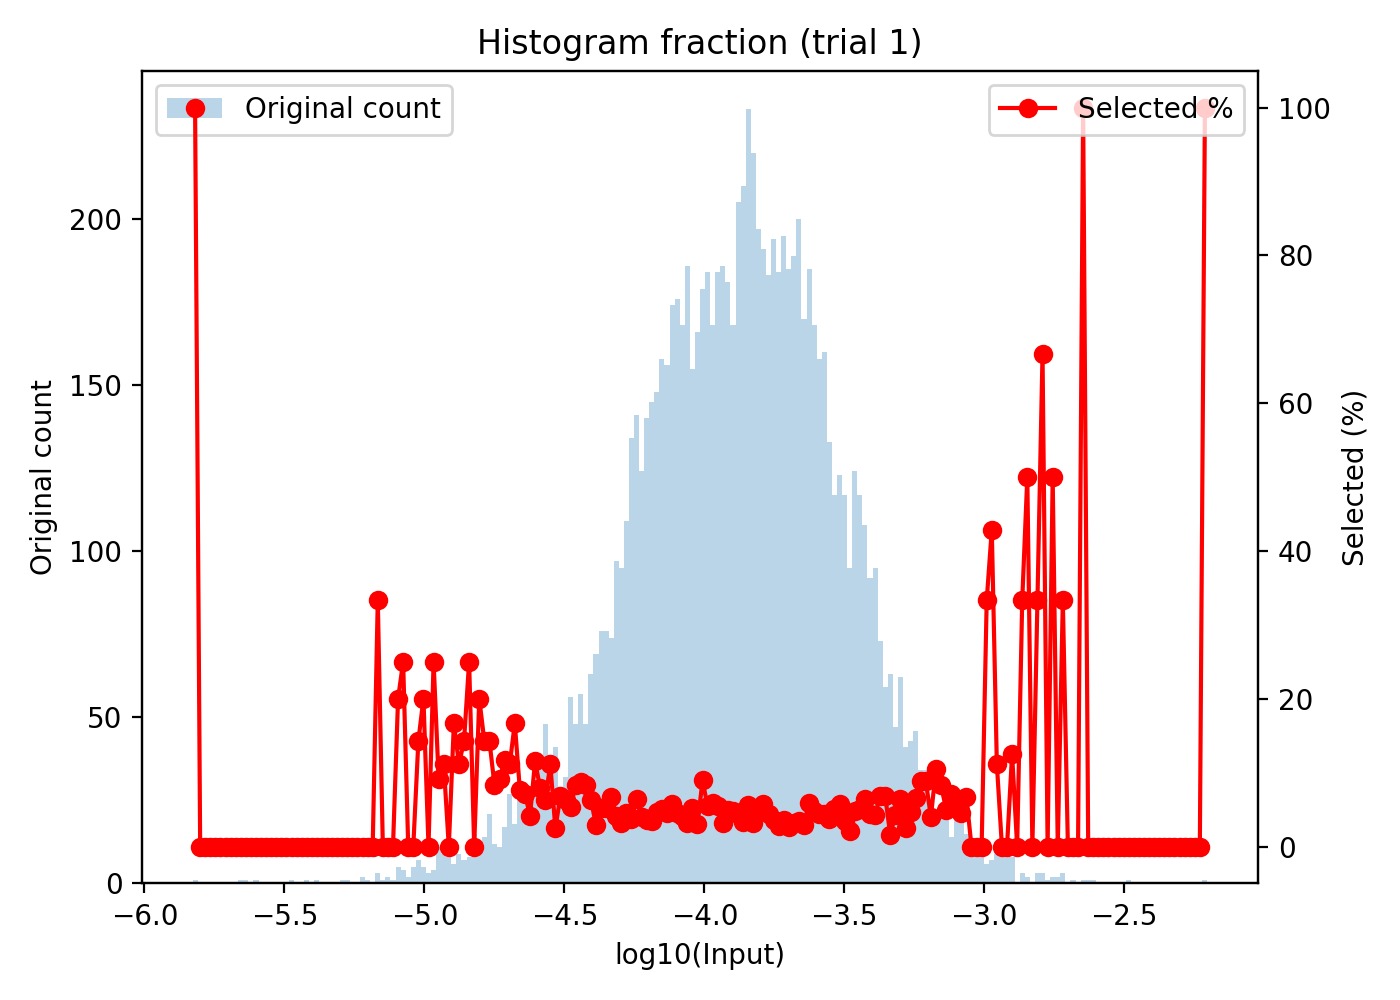 Histogram fraction (trial 1)
Original count
Selected %
200
150
100
50
0
Original count
100
80
60
40
20
0
Selected (%)
−6.0 −5.5 −5.0 −4.5 −4.0 −3.5 −3.0 −2.5
log10(Input)